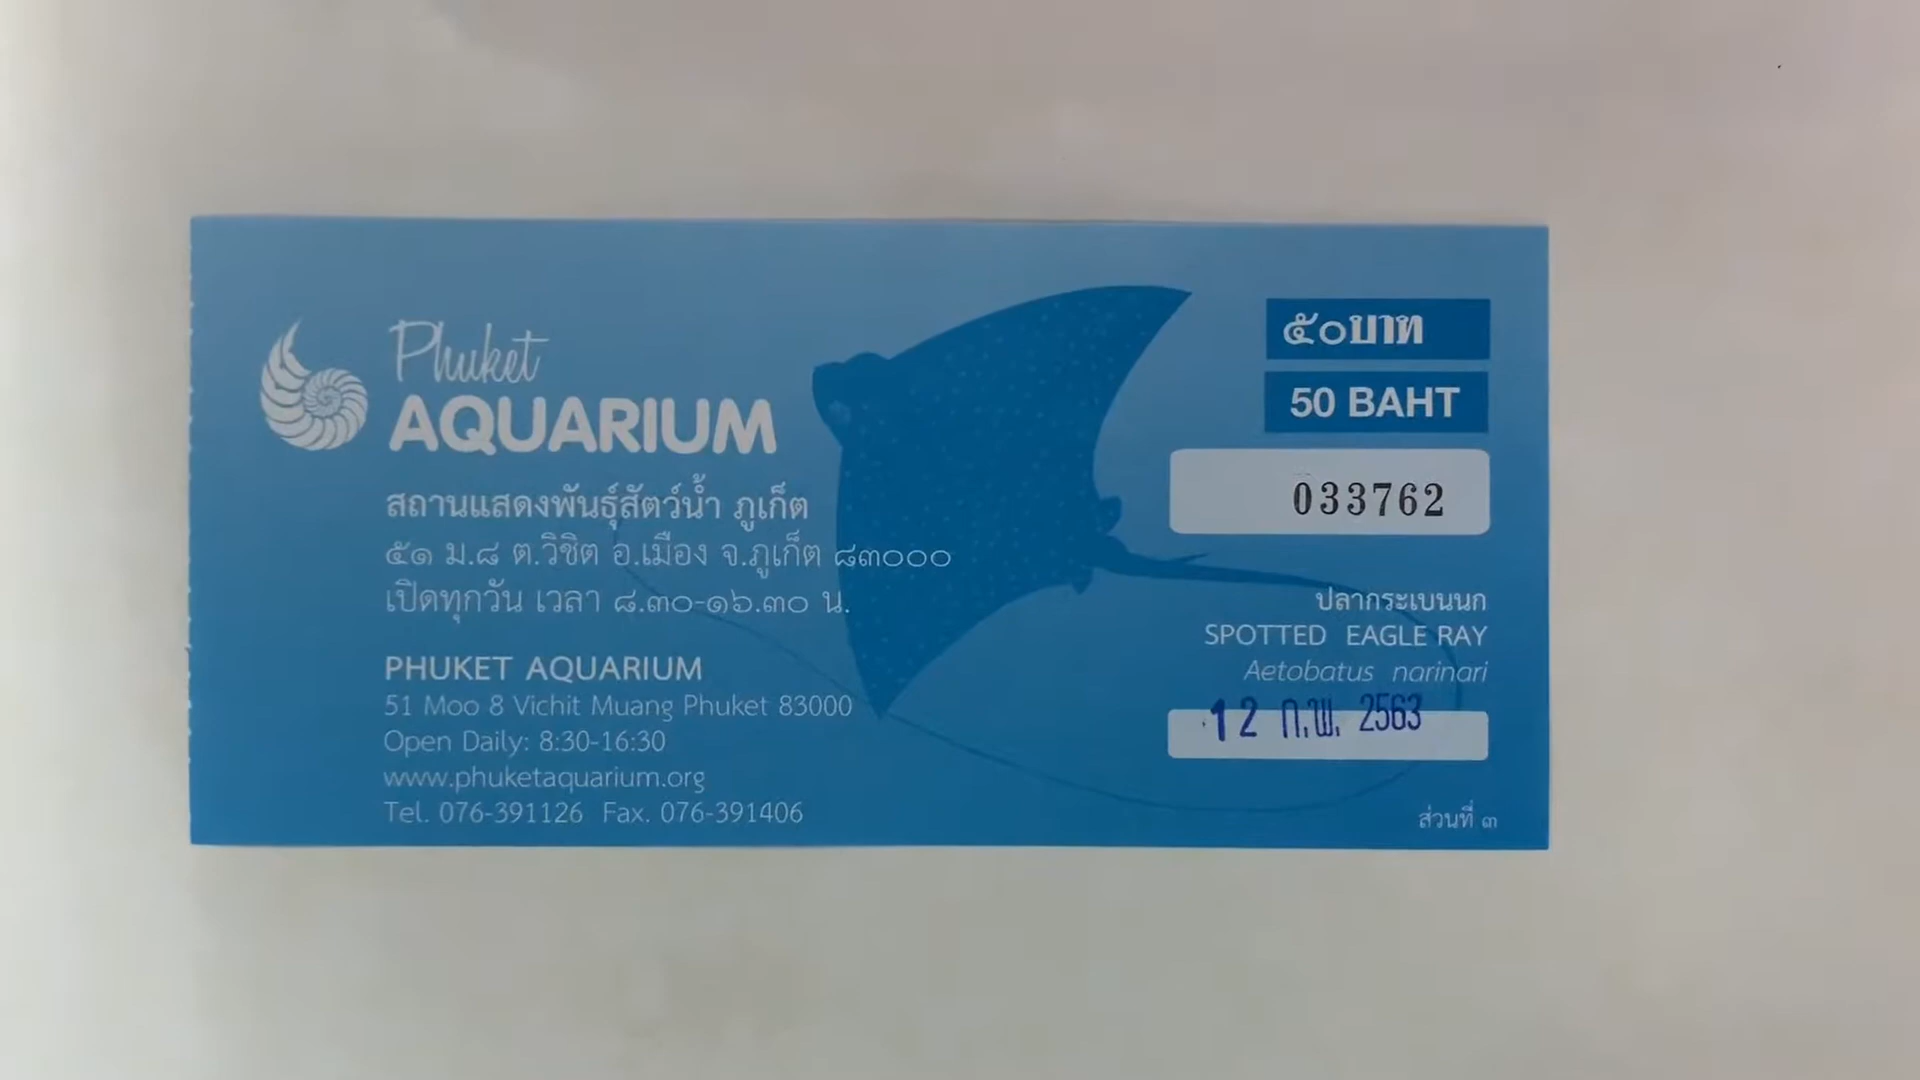 Phuket
AQUARIUM
สถานแสดงพันธุ์สัตว์น้ำ ภูเก็ต
๕๑ ม.๘ ต.วิชิต อ.เมือง จ.ภูเก็ต ๘๓๐๐๐
เปิดทุกวัน เวลา ๘.๓๐-๑๖.๓๐ น.
PHUKET AQUARIUM
51 Moo 8 Vichit Muang Phuket 83000
Open Daily: 8:30-16:30
www.phuketaquarium.org
Tel. 076-391126 Fax. 076-391406
๕๐บาท
50 BAHT
033762
ปลากระเบนนก
SPOTTED EAGLE RAY
Aetobatus narinari
12 ก.พ. 2563
ส่วนที่ ๓